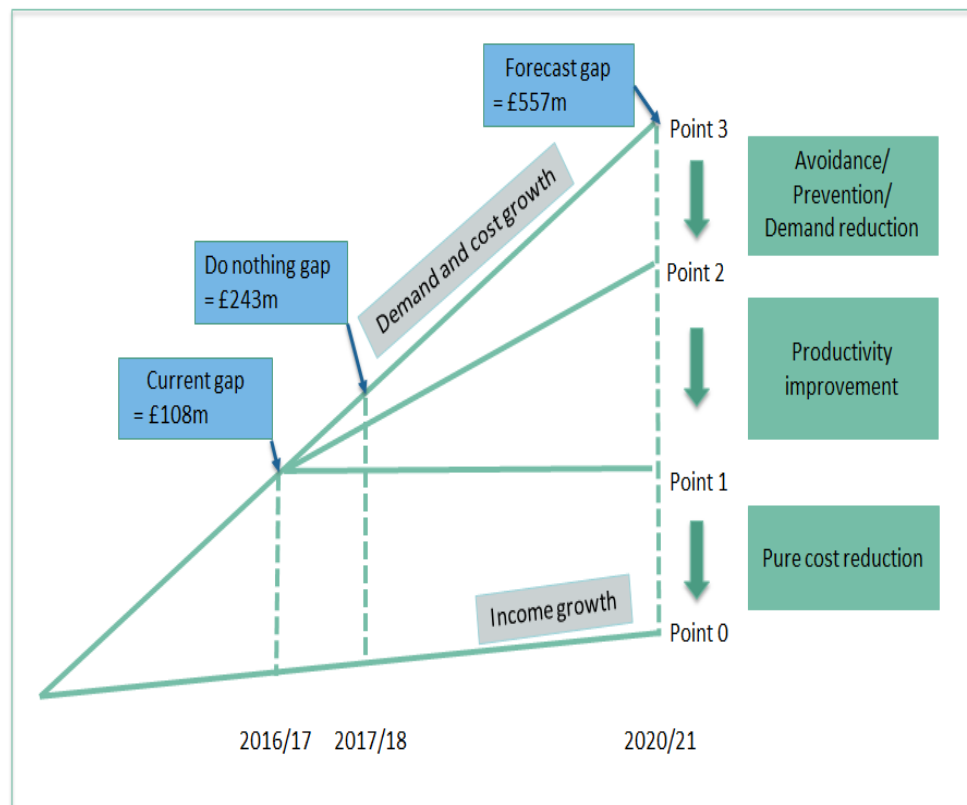 Forecast gap
= £557m
Point 3
Avoidance/
Prevention/
Demand reduction
Demand and cost growth
Do nothing gap
= £243m
Point 2
Current gap
= £108m
Productivity
improvement
Point 1
Pure cost reduction
Income growth
Point 0
2016/17
2017/18
2020/21